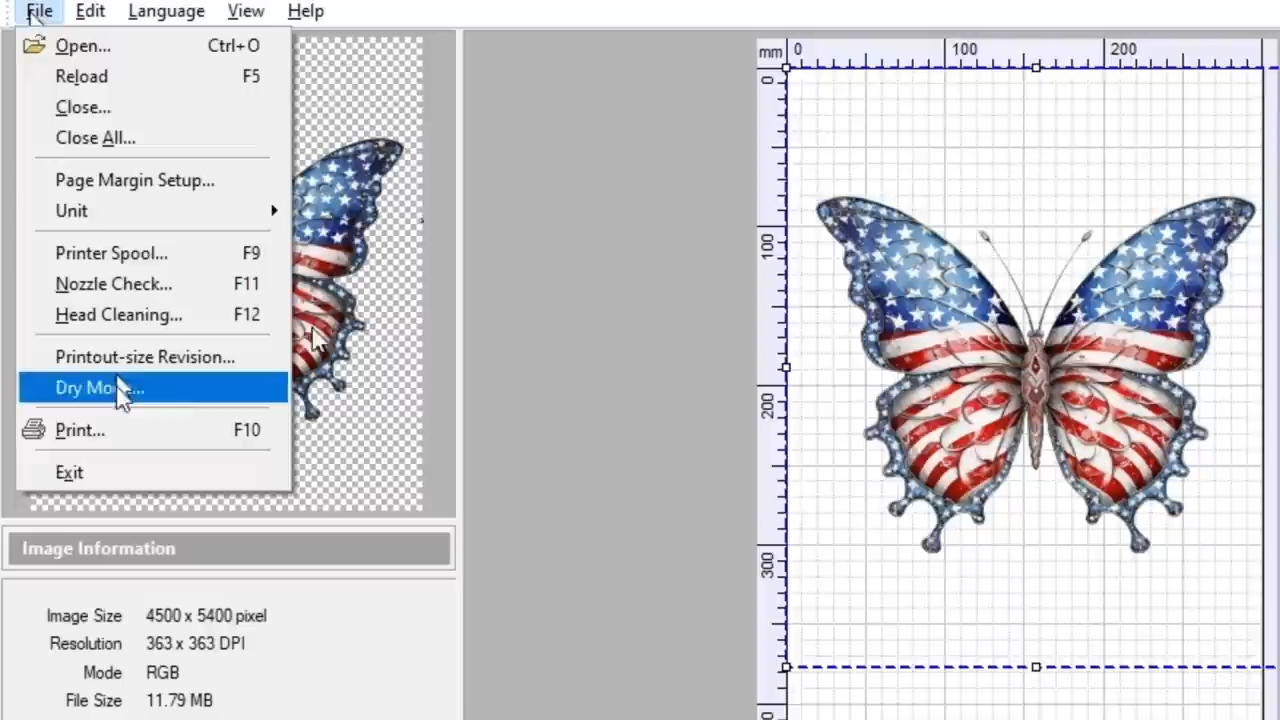 File Edit Language View Help
Open... Ctrl+O
Reload F5
Close...
Close All...
Page Margin Setup...
Unit
Printer Spool... F9
Nozzle Check... F11
Head Cleaning... F12
Printout-size Revision...
Dry
Print... F10
Exit
Image Information
Image Size 4500 x 5400 pixel
Resolution 363 x 363 DPI
Mode RGB
File Size 11.79 MB
mm 0 100 200
0
100
200
300